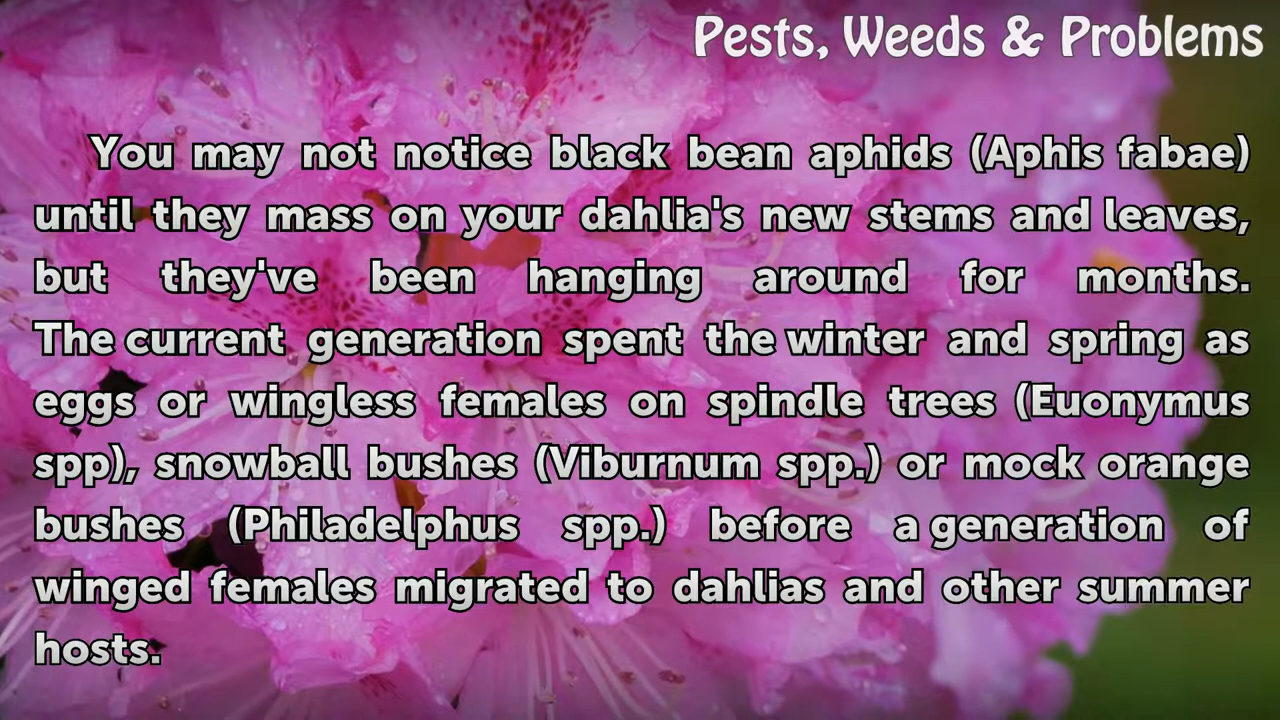 Pests, Weeds & Problems
You may not notice black bean aphids (Aphis fabae)
until they mass on your dahlia's new stems and leaves,
but they've been hanging around for months.
The current generation spent the winter and spring as
eggs or wingless females on spindle trees (Euonymus
spp), snowball bushes (Viburnum spp.) or mock orange
bushes (Philadelphus spp.) before a generation of
winged females migrated to dahlias and other summer
hosts.